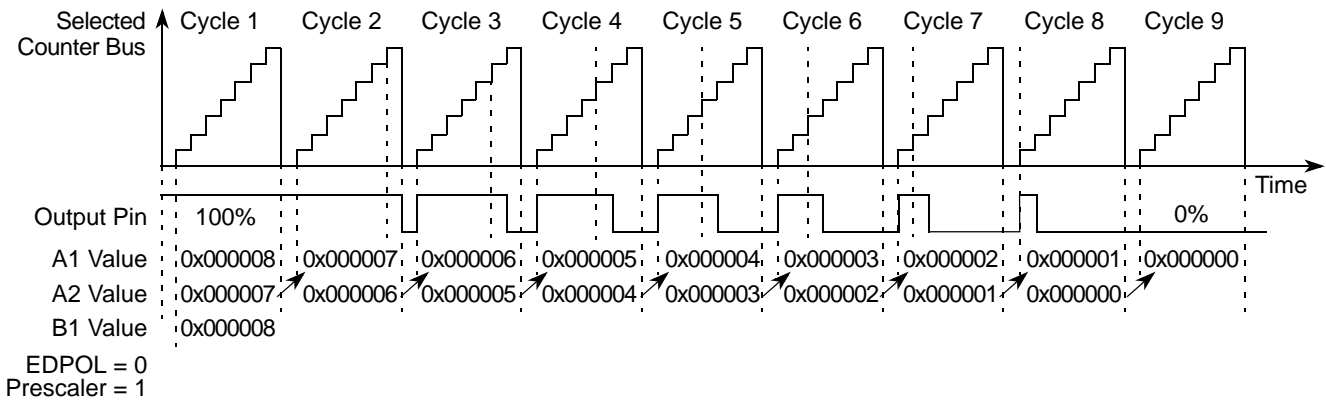 Selected Counter Bus
Cycle 1 Cycle 2 Cycle 3 Cycle 4 Cycle 5 Cycle 6 Cycle 7 Cycle 8 Cycle 9
Time
Output Pin 100% 0%
A1 Value 0x000008 0x000007 0x000006 0x000005 0x000004 0x000003 0x000002 0x000001 0x000000
A2 Value 0x000007 0x000006 0x000005 0x000004 0x000003 0x000002 0x000001 0x000000
B1 Value 0x000008
EDPOL = 0
Prescaler = 1